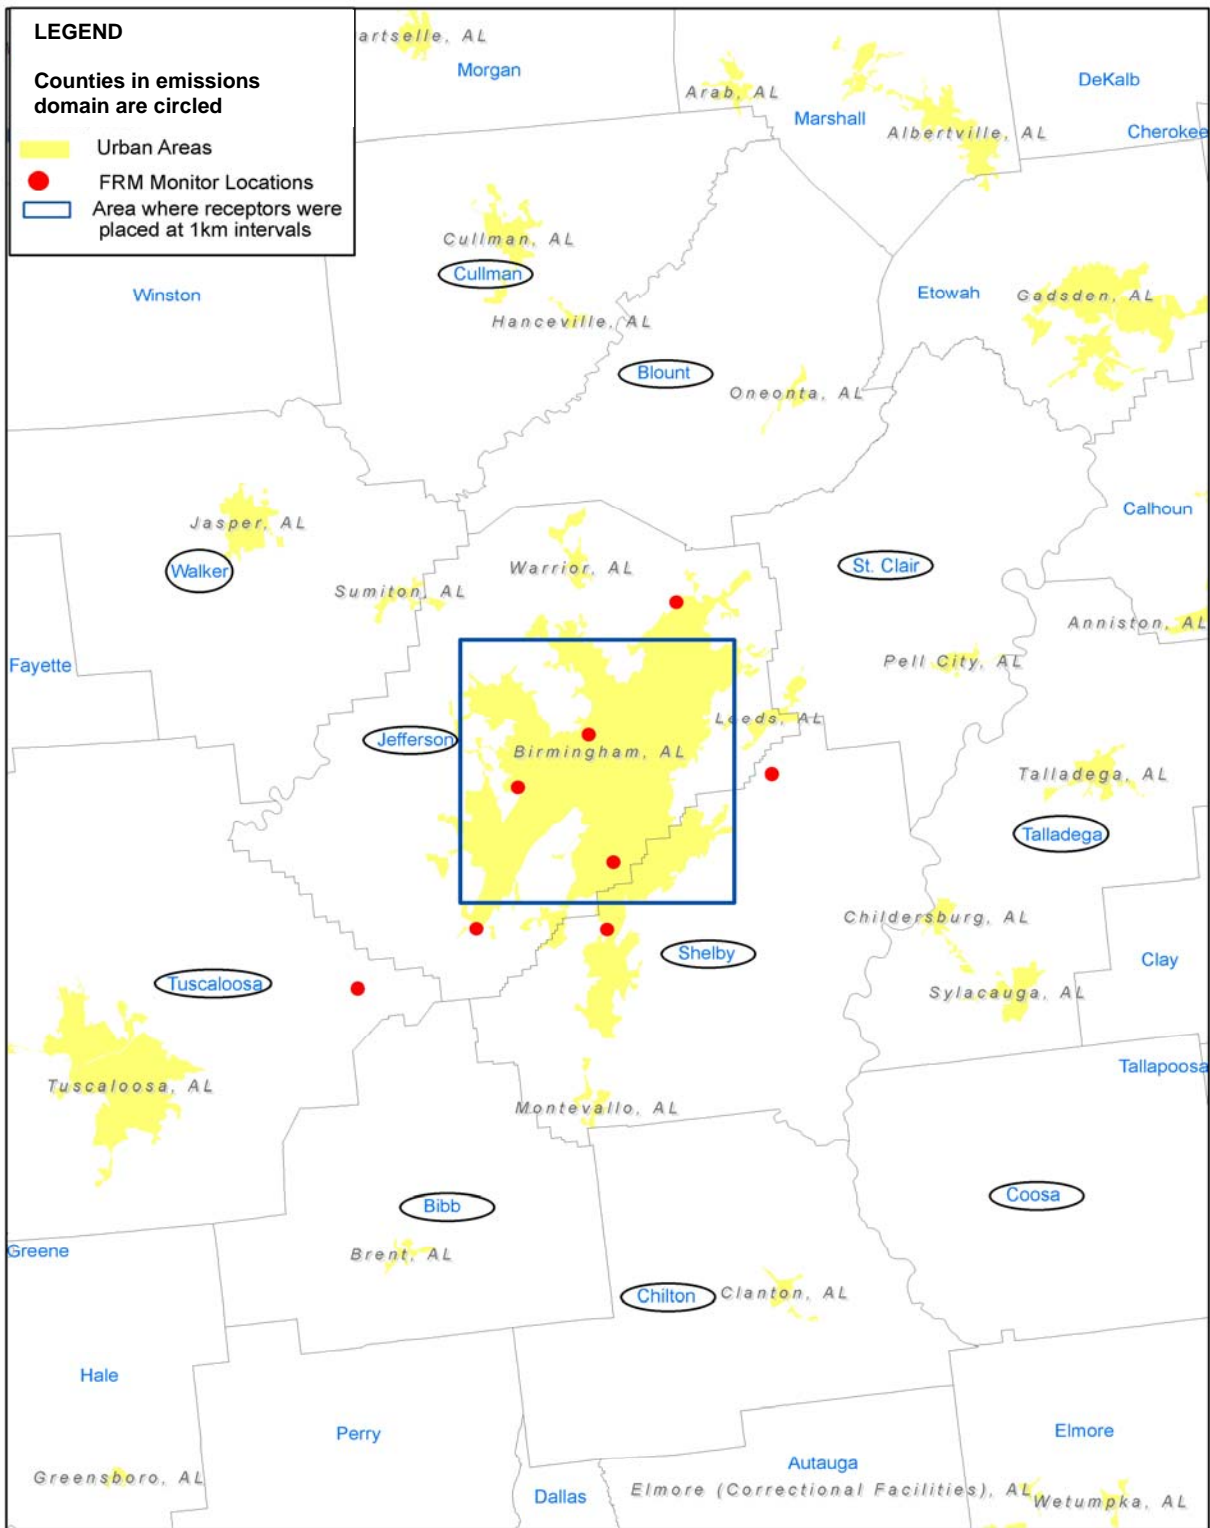 LEGEND
Counties in emissions
domain are circled
Urban Areas
FRM Monitor Locations
Area where receptors were
placed at 1km intervals
artselle, AL
Morgan
DeKalb
Arab, AL
Marshall
Albertville, AL
Cherokee
Cullman, AL
Cullman
Winston
Etowah
Gadsden, AL
Hanceville, AL
Blount
Oneonta, AL
Calhoun
Jasper, AL
Walker
Warrior, AL
St. Clair
Sumiton, AL
Anniston, AL
Fayette
Pell City, AL
Leeds, AL
Jefferson
Birmingham, AL
Talladega, AL
Talladega
Childersburg, AL
Shelby
Clay
Tuscaloosa
Sylacauga, AL
Tallapoosa
Tuscaloosa, AL
Montevallo, AL
Coosa
Bibb
Greene
Brent, AL
Chilton
Clanton, AL
Hale
Perry
Elmore
Autauga
Greensboro, AL
Dallas
Elmore (Correctional Facilities), AL
Wetumpka, AL